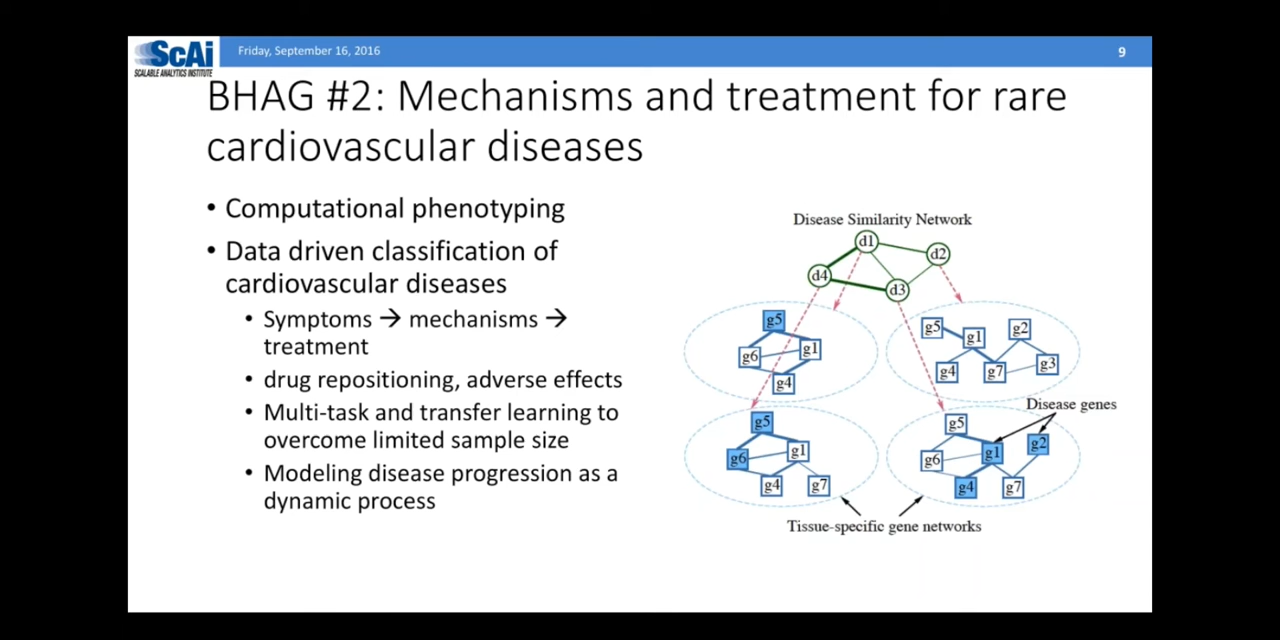 ScAi
SCALABLE ANALYTICS INSTITUTE
Friday, September 16, 2016
9
BHAG #2: Mechanisms and treatment for rare
cardiovascular diseases
• Computational phenotyping
• Data driven classification of
cardiovascular diseases
• Symptoms → mechanisms →
treatment
• drug repositioning, adverse effects
• Multi-task and transfer learning to
overcome limited sample size
• Modeling disease progression as a
dynamic process
Disease Similarity Network
d1
d2
d4
d3
g5
g6
g1
g4
g5
g1
g2
g4
g7
g3
Disease genes
g5
g6
g1
g4
g7
g5
g6
g1
g2
g4
g7
Tissue-specific gene networks